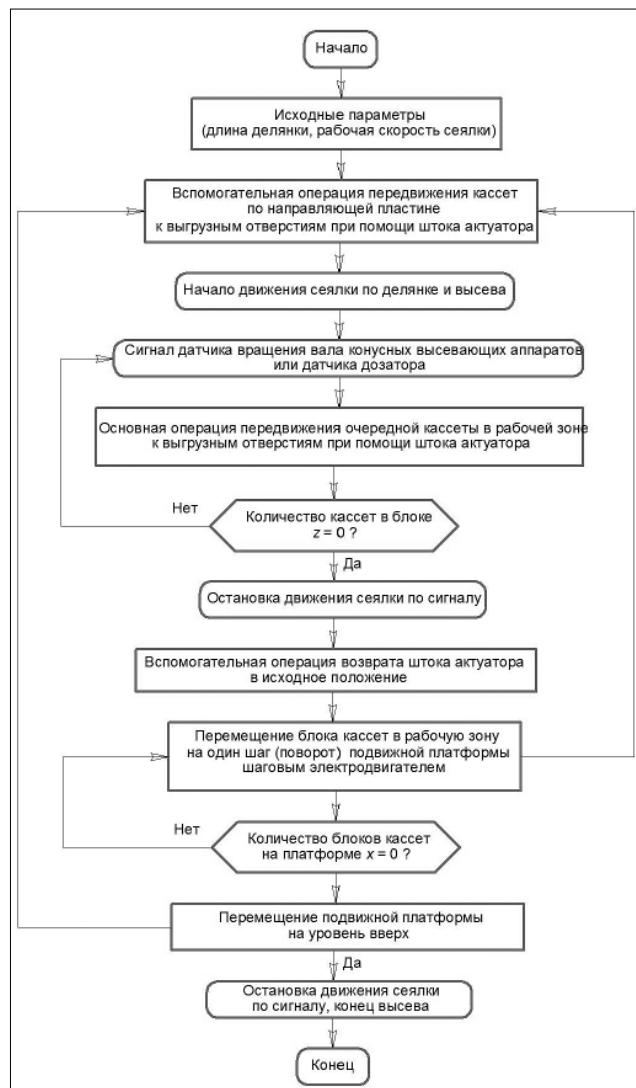 Начало
Исходные параметры
(длина делянки, рабочая скорость сеялки)
Вспомогательная операция передвижения кассет
по направляющей пластине
к выгрузным отверстиям при помощи штока актуатора
Начало движения сеялки по делянке и высева
Сигнал датчика вращения вала конусных высевающих аппаратов
или датчика дозатора
Основная операция передвижения очередной кассеты в рабочей зоне
к выгрузным отверстиям при помощи штока актуатора
Нет
Количество кассет в блоке
z = 0 ?
Да
Остановка движения сеялки по сигналу
Вспомогательная операция возврата штока актуатора
в исходное положение
Перемещение блока кассет в рабочую зону
на один шаг (поворот) подвижной платформы
шаговым электродвигателем
Нет
Количество блоков кассет
на платформе x = 0 ?
Перемещение подвижной платформы
на уровень вверх
Да
Остановка движения сеялки
по сигналу, конец высева
Конец